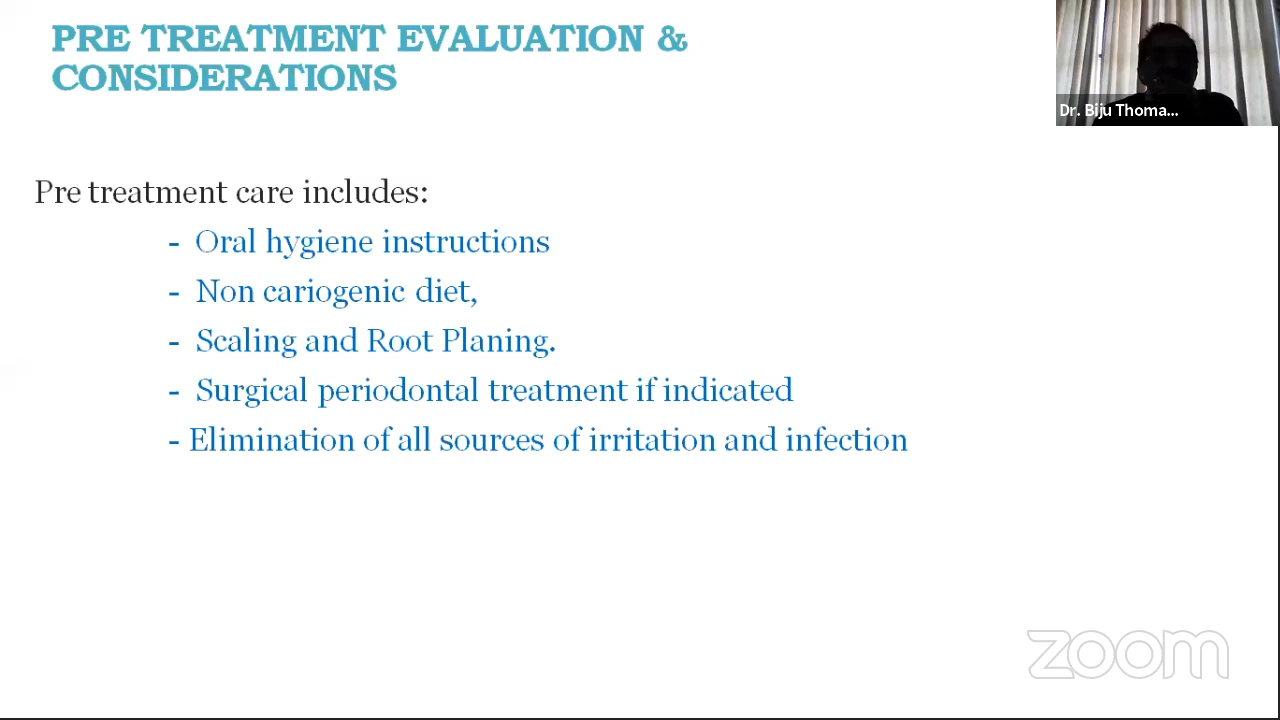 PRE TREATMENT EVALUATION &
CONSIDERATIONS
Dr. Biju Thoma...
Pre treatment care includes:
- Oral hygiene instructions
- Non cariogenic diet,
- Scaling and Root Planing.
- Surgical periodontal treatment if indicated
- Elimination of all sources of irritation and infection
zoom